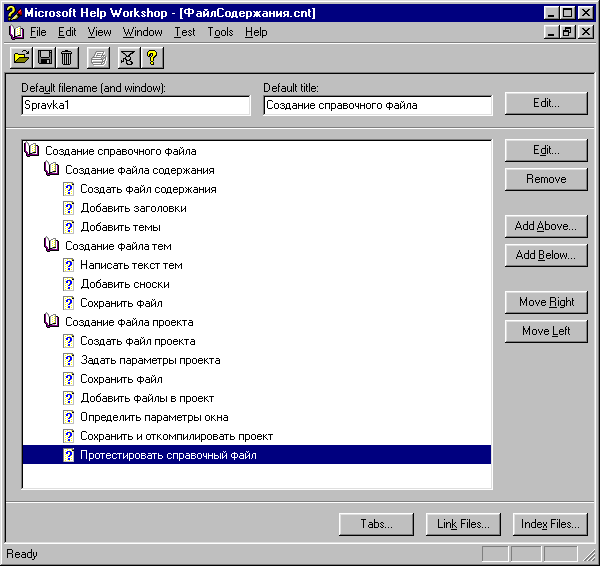 Microsoft Help Workshop - [ФайлСодержания.cnt]
File Edit View Window Test Tools Help
Default filename (and window): Default title:
Spravka1 Создание справочного файла Edit...
Создание справочного файла Edit...
Создание файла содержания Remove
Создать файл содержания
Добавить заголовки
Добавить темы Add Above...
Создание файла тем Add Below...
Написать текст тем
Добавить сноски
Сохранить файл Move Right
Создание файла проекта Move Left
Создать файл проекта
Задать параметры проекта
Сохранить файл
Добавить файлы в проект
Определить параметры окна
Сохранить и откомпилировать проект
Протестировать справочный файл
Tabs... Link Files... Index Files...
Ready